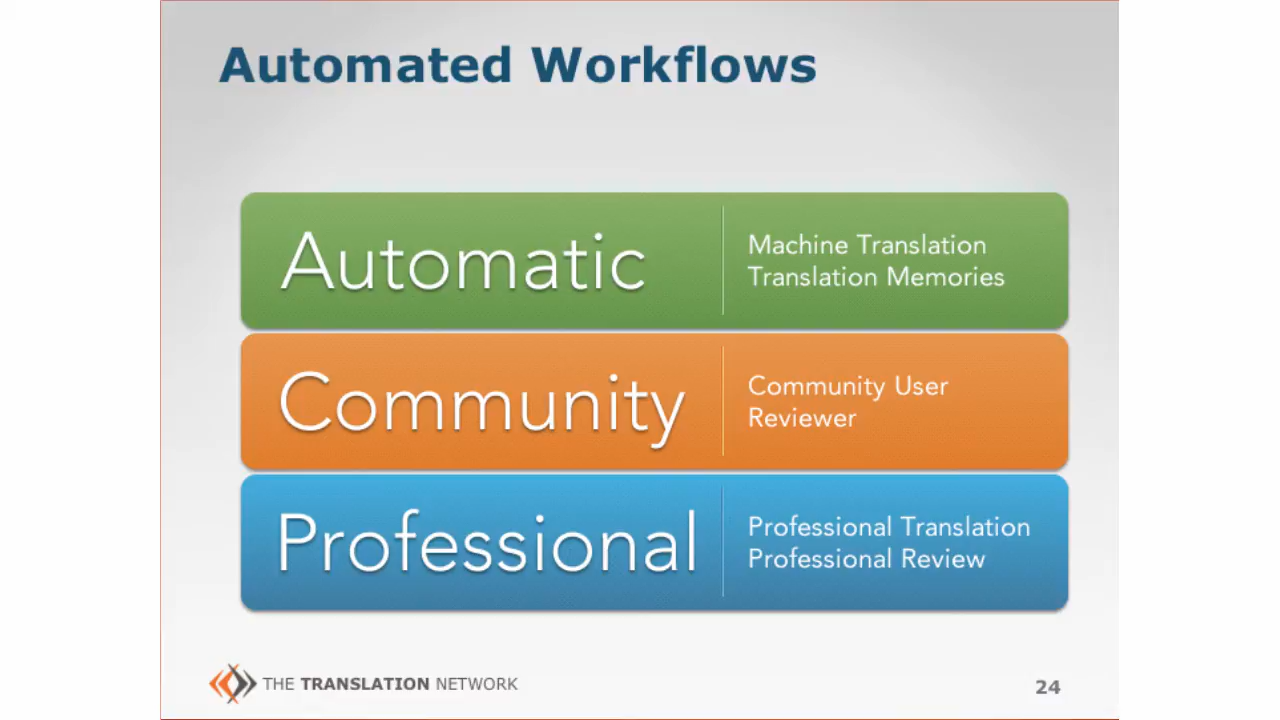 Automated Workflows
Automatic
Machine Translation
Translation Memories
Community
Community User
Reviewer
Professional
Professional Translation
Professional Review
THE TRANSLATION NETWORK
24